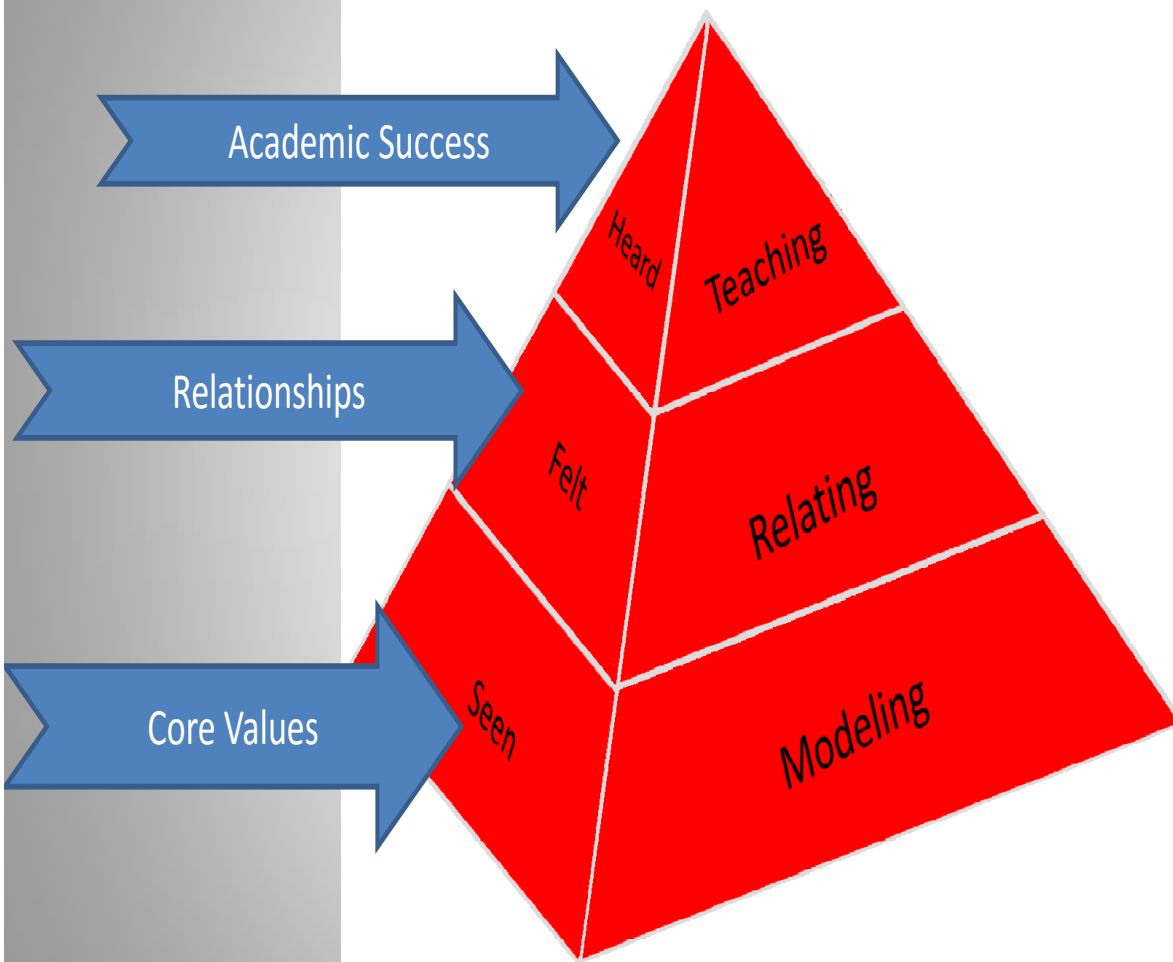 Academic Success
Heard
Teaching
Relationships
Felt
Relating
Core Values
Seen
Modeling